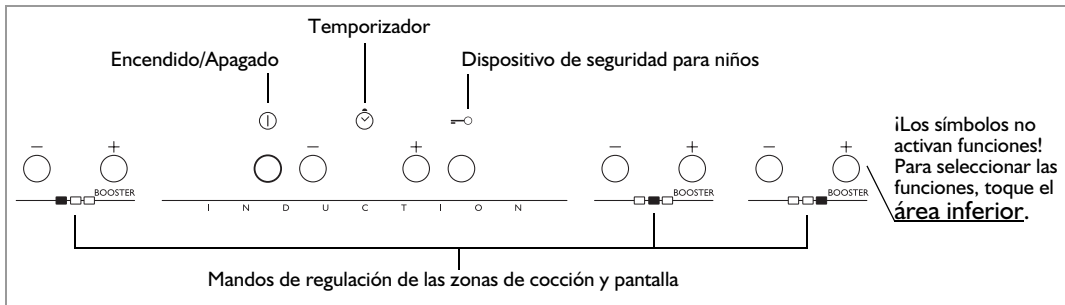 Temporizador
Encendido/Apagado
Dispositivo de seguridad para niños
¡Los símbolos no
activan funciones!
Para seleccionar las
funciones, toque el
área inferior.
− + − + − + − +
BOOSTER BOOSTER BOOSTER
I N D U C T I O N
Mandos de regulación de las zonas de cocción y pantalla